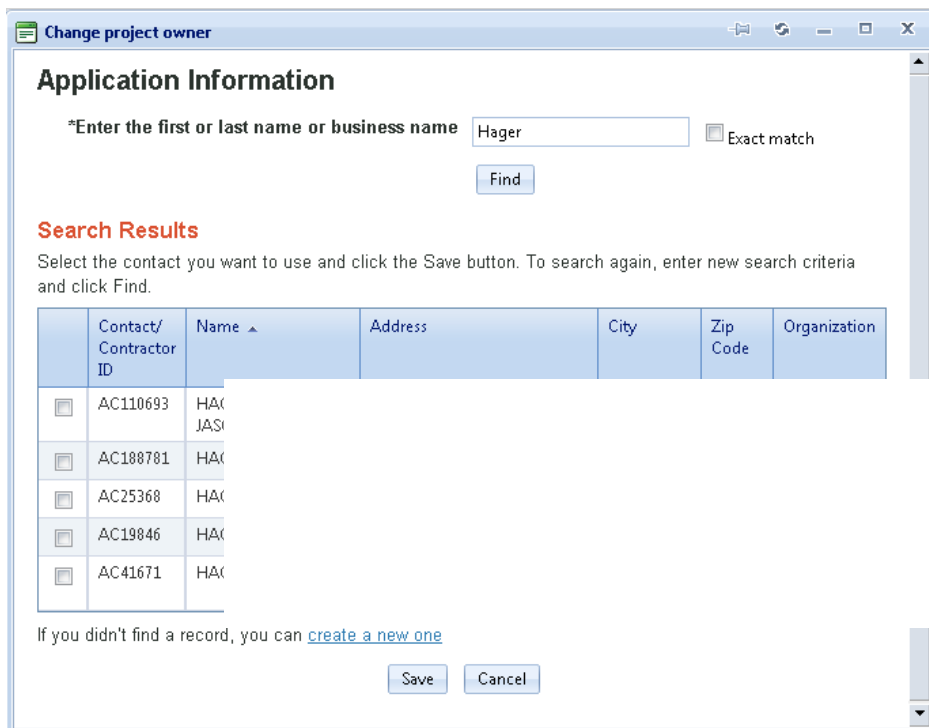 Change project owner
Application Information
*Enter the first or last name or business name Hager Exact match
Find
Search Results
Select the contact you want to use and click the Save button. To search again, enter new search criteria
and click Find.
Contact/ Name Address City Zip Organization
Contractor Code
ID
AC110693
AC188781
AC25368
AC19846
AC41671
If you didn't find a record, you can create a new one
Save Cancel